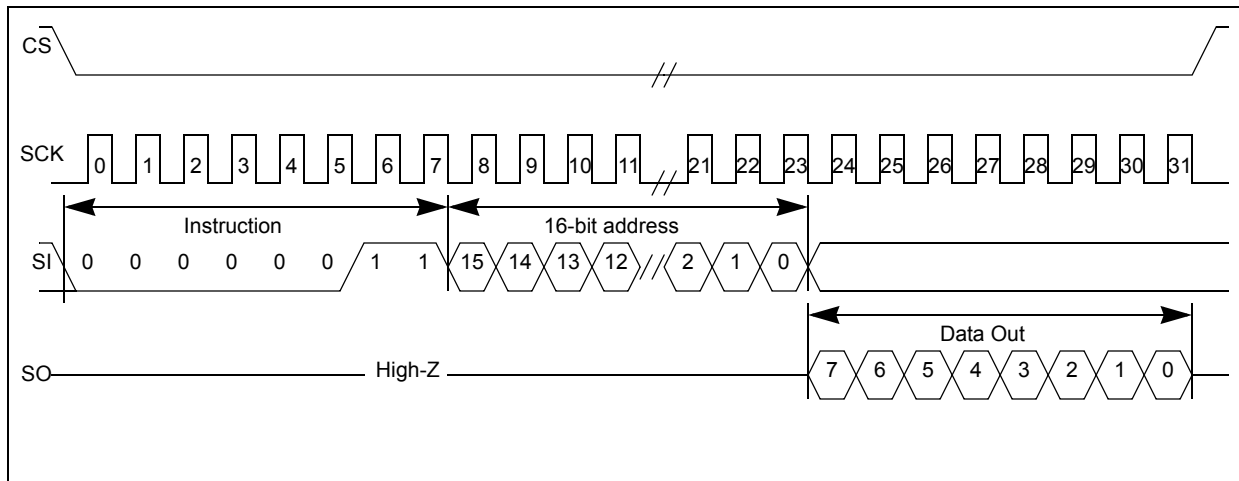 CS
SCK
0 1 2 3 4 5 6 7 8 9 10 11 21 22 23 24 25 26 27 28 29 30 31
Instruction 16-bit address
SI 0 0 0 0 0 0 1 1 15 14 13 12 2 1 0
Data Out
SO High-Z 7 6 5 4 3 2 1 0